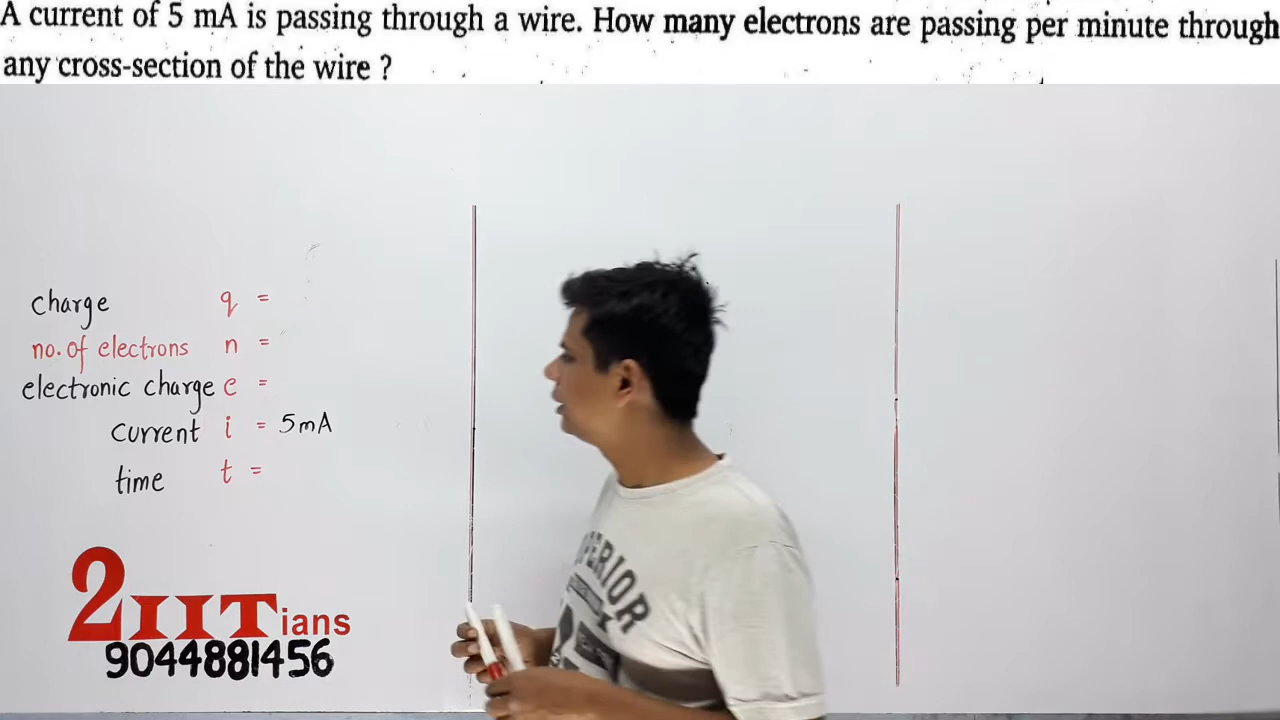 A current of 5 mA is passing through a wire. How many electrons are passing per minute through
any cross-section of the wire ?
charge q =
no. of electrons n =
electronic charge e =
current i = 5mA
time t =
2IITians
9044881456
PERIOR